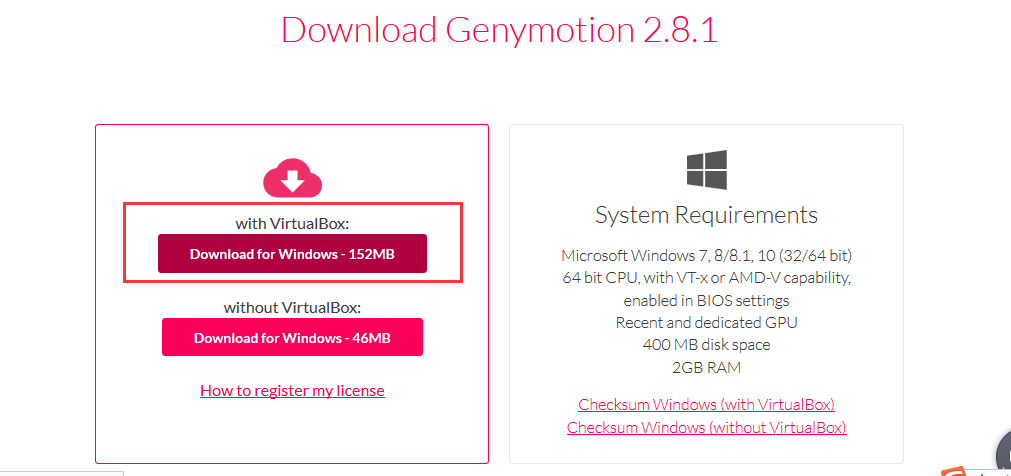 Download Genymotion 2.8.1
with VirtualBox:
Download for Windows - 152MB
without VirtualBox:
Download for Windows - 46MB
How to register my license
System Requirements
Microsoft Windows 7, 8/8.1, 10 (32/64 bit)
64 bit CPU, with VT-x or AMD-V capability,
enabled in BIOS settings
Recent and dedicated GPU
400 MB disk space
2GB RAM
Checksum Windows (with VirtualBox)
Checksum Windows (without VirtualBox)